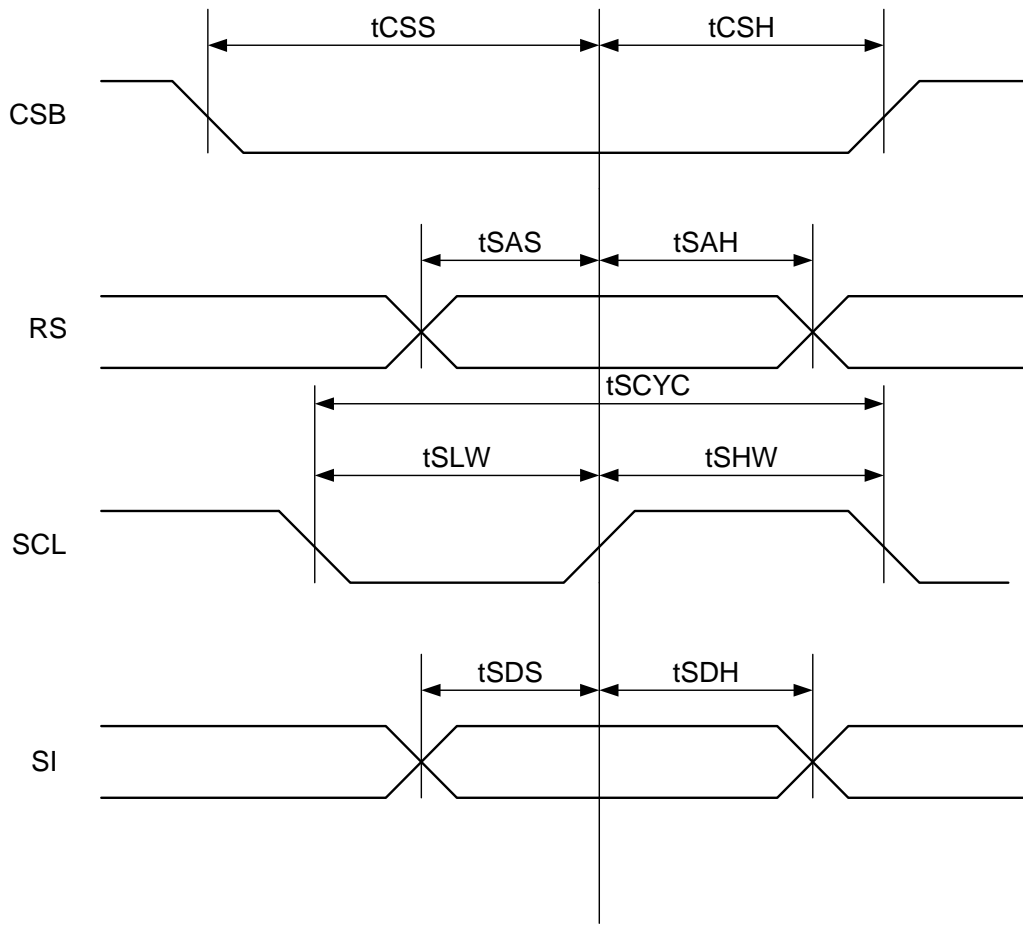 tCSS tCSH
CSB
tSAS tSAH
RS
tSCYC
tSLW tSHW
SCL
tSDS tSDH
SI